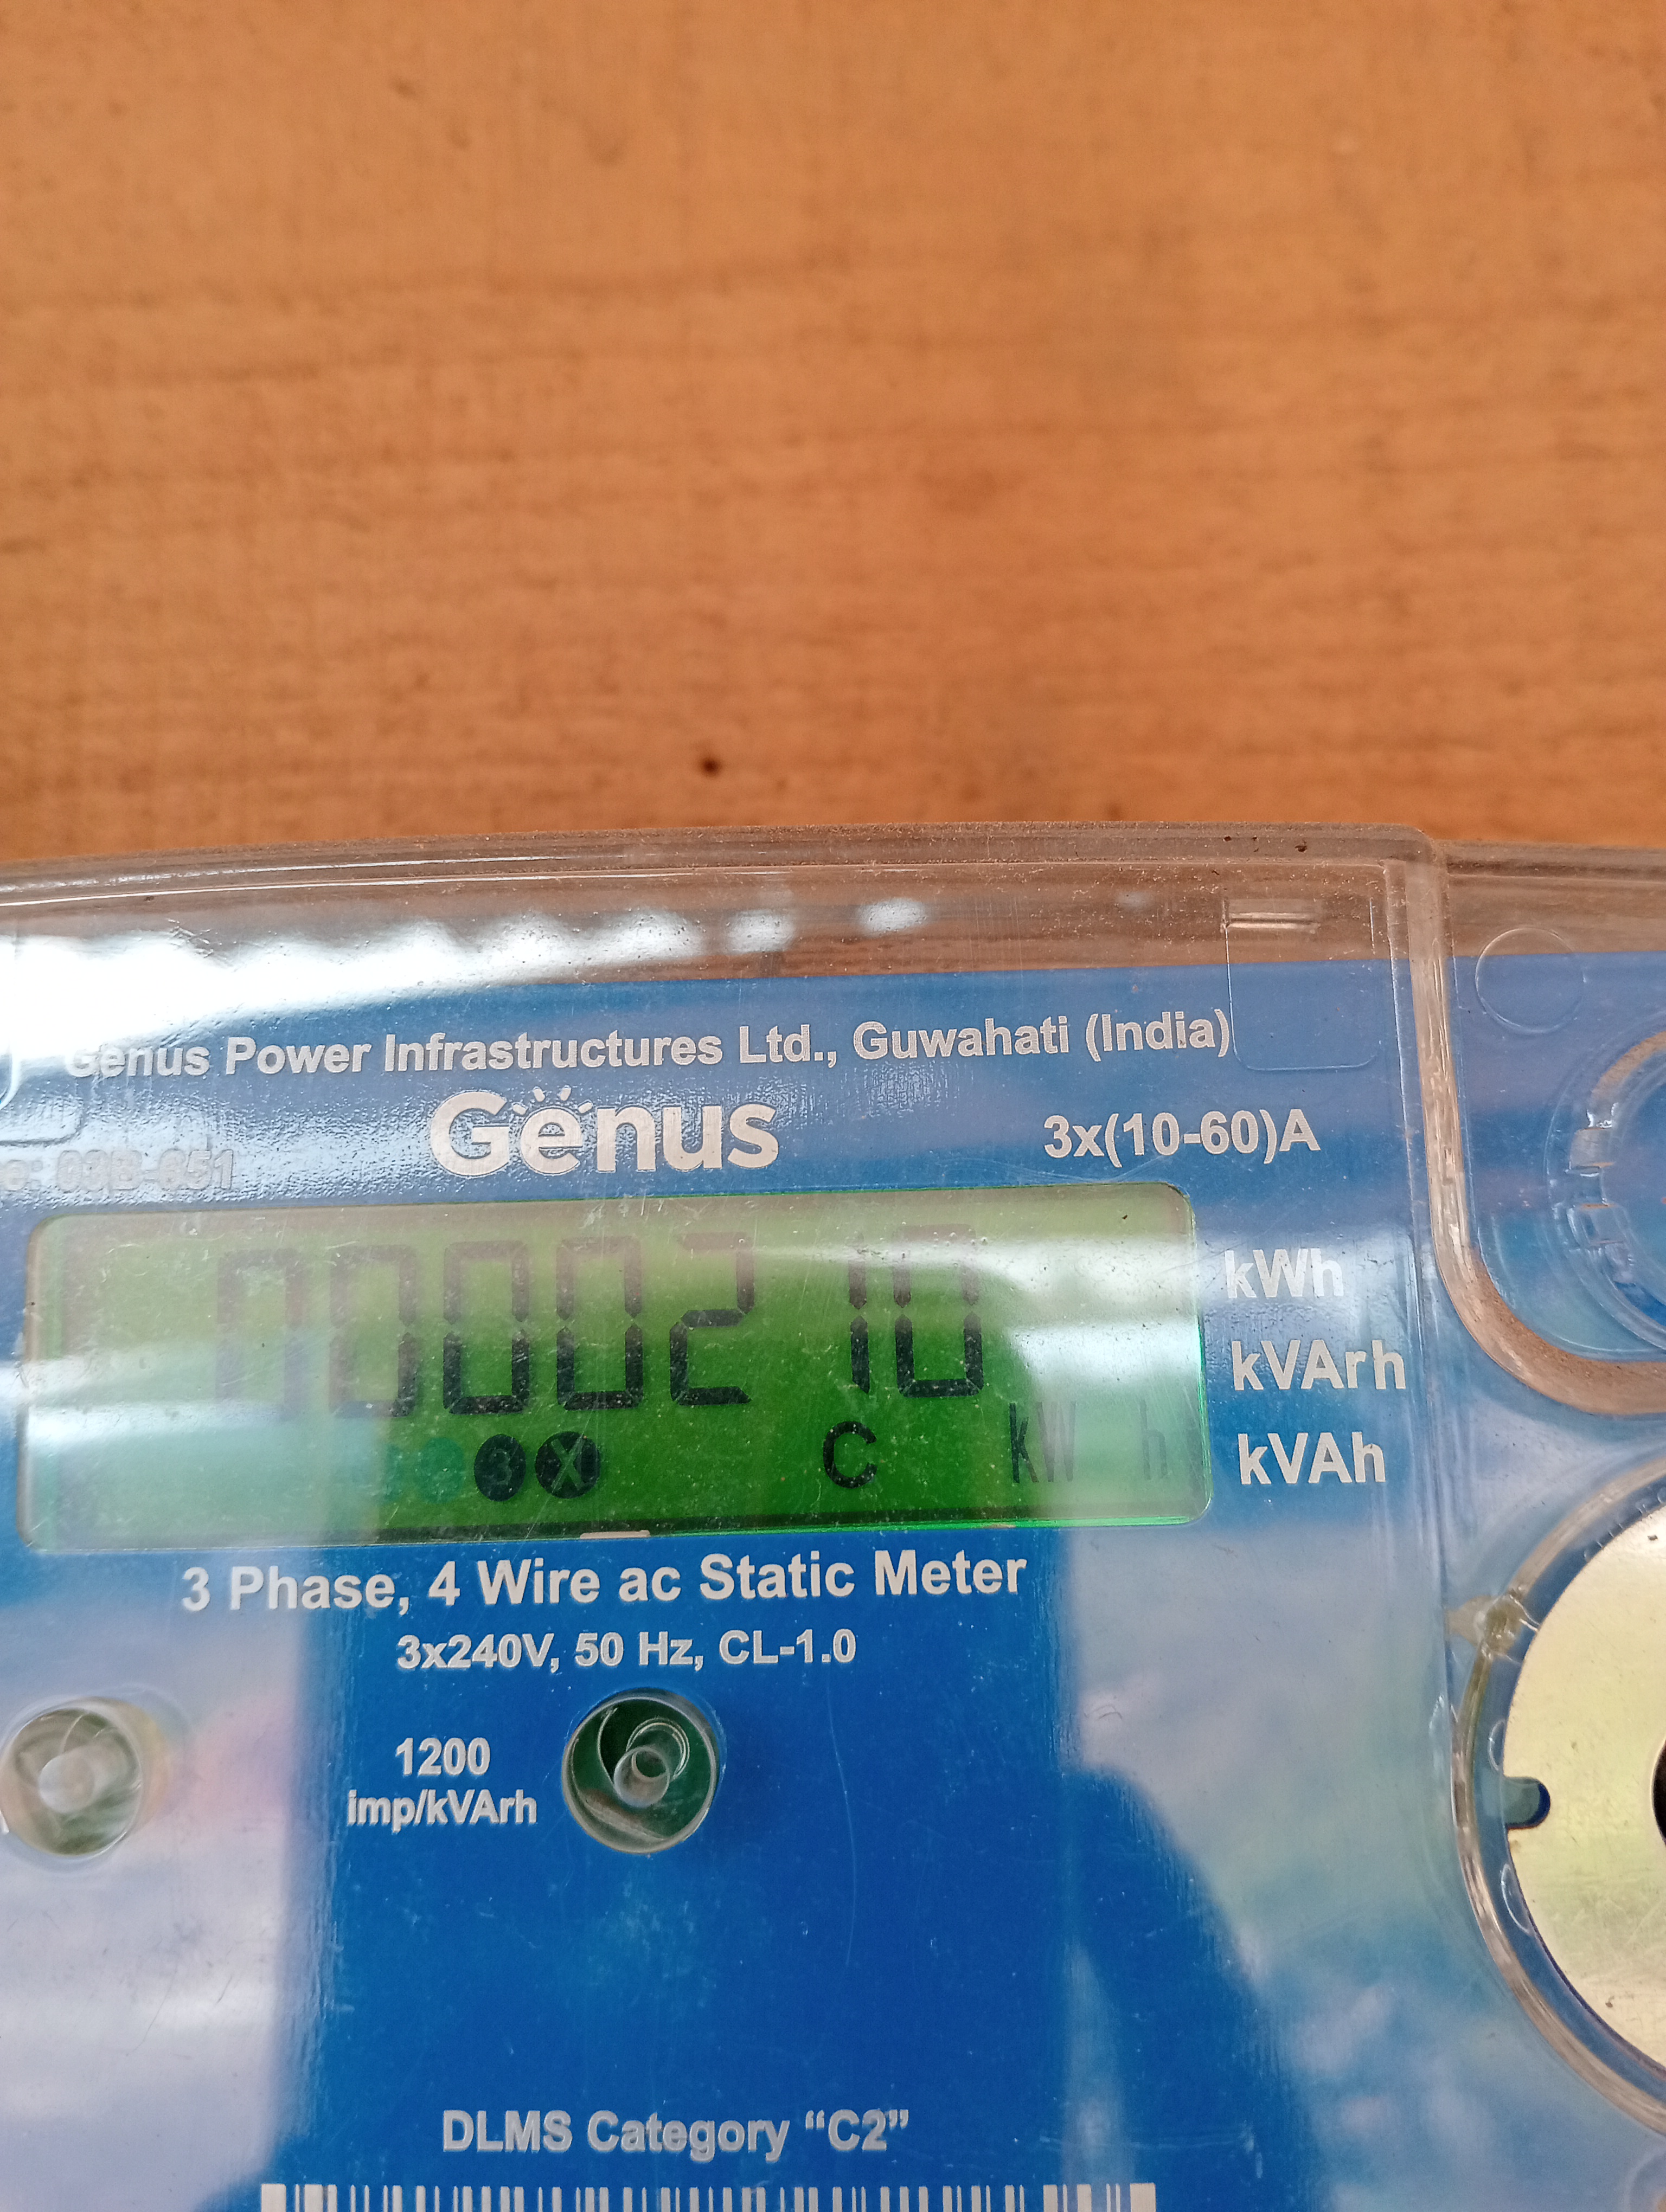 Genus Power Infrastructures Ltd., Guwahati (India)
Genus
3x(10-60)A
0000210
kWh
kVArh
kVAh
3 X
C
kW h
3 Phase, 4 Wire ac Static Meter
3x240V, 50 Hz, CL-1.0
1200
imp/kVArh
DLMS Category “C2”